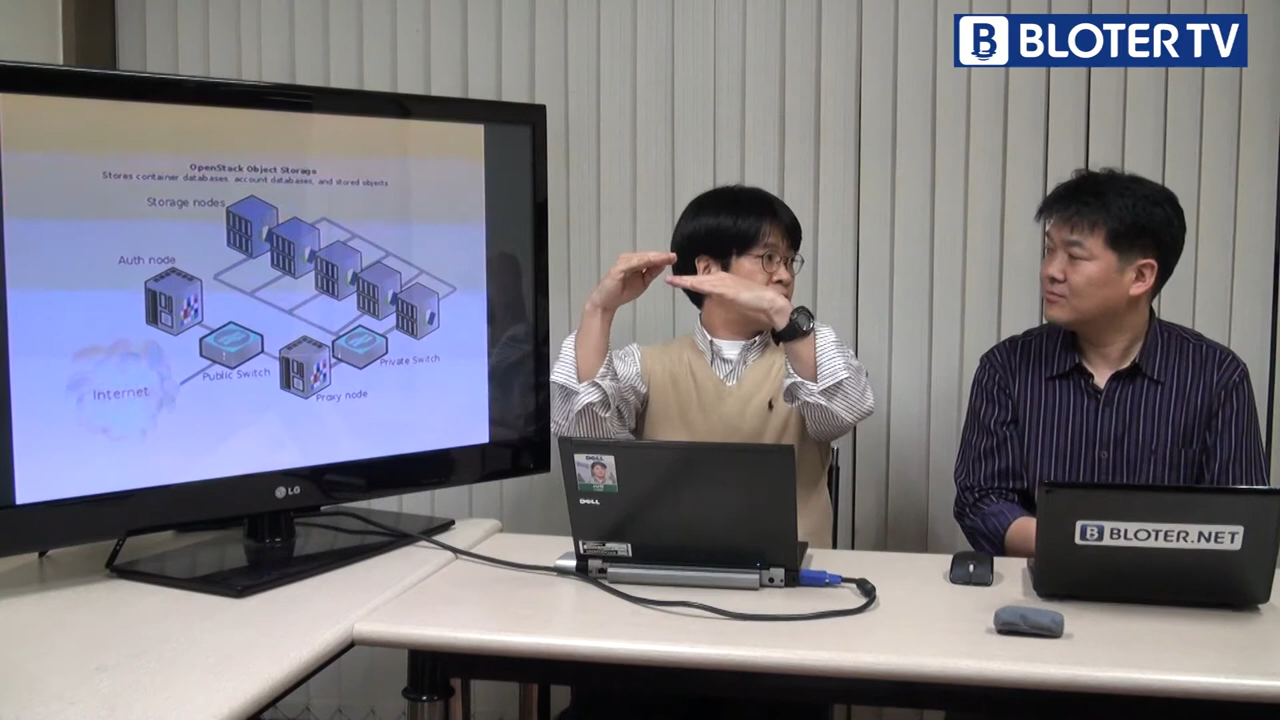 B BLOTER TV
OpenStack Object Storage
Stores container databases, account databases, and stored objects
Storage nodes
Auth node
Public Switch
Private Switch
Internet
Proxy node
LG
DELL
DELL
B BLOTER.NET